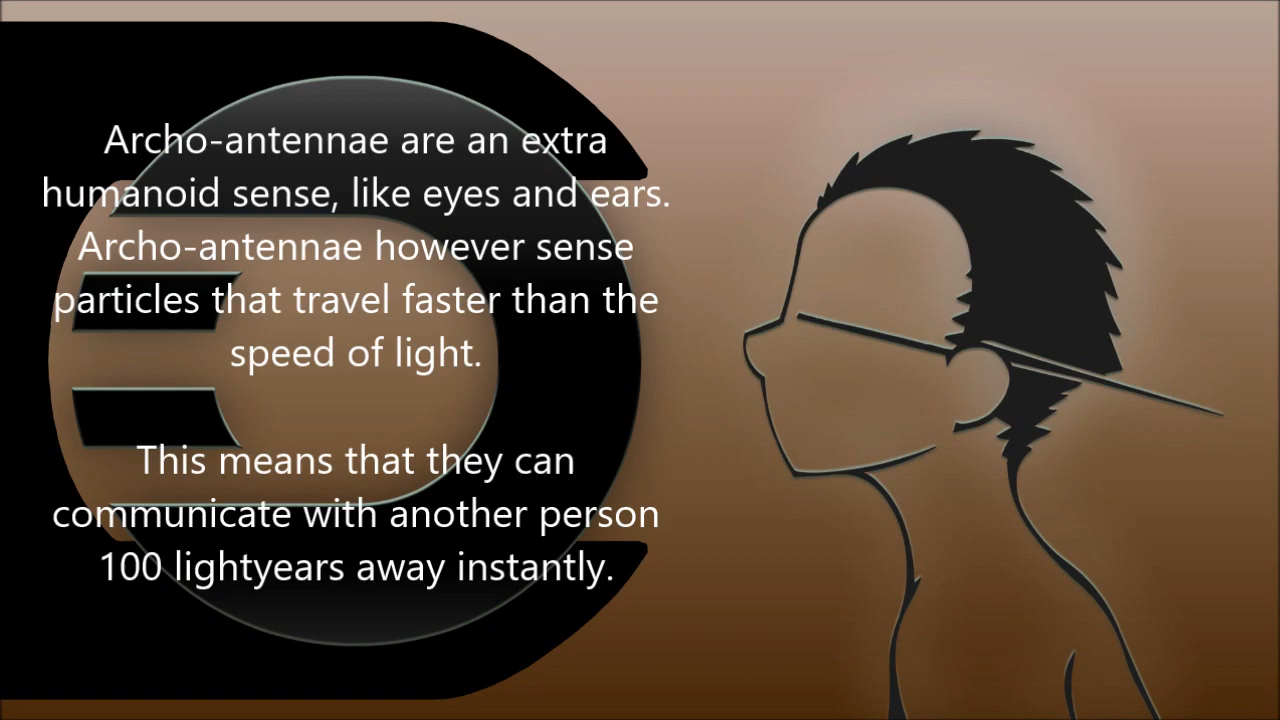 Archo-antennae are an extra
humanoid sense, like eyes and ears.
Archo-antennae however sense
particles that travel faster than the
speed of light.
This means that they can
communicate with another person
100 lightyears away instantly.